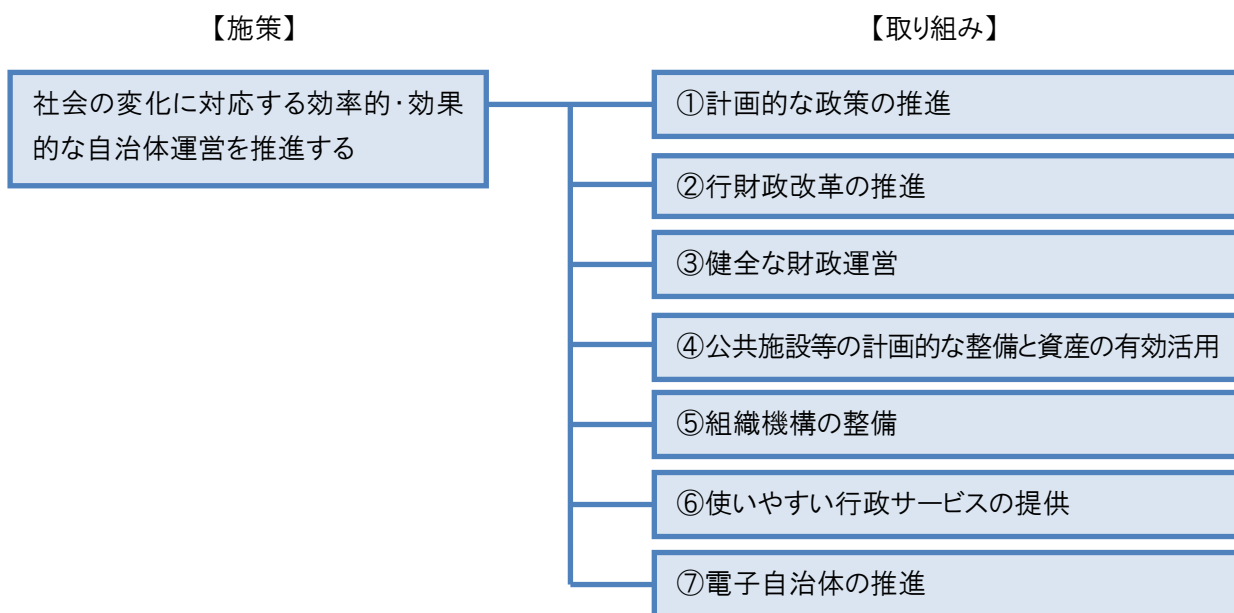 【施策】
【取り組み】
社会の変化に対応する効率的・効果
的な自治体運営を推進する
①計画的な政策の推進
②行財政改革の推進
③健全な財政運営
④公共施設等の計画的な整備と資産の有効活用
⑤組織機構の整備
⑥使いやすい行政サービスの提供
⑦電子自治体の推進